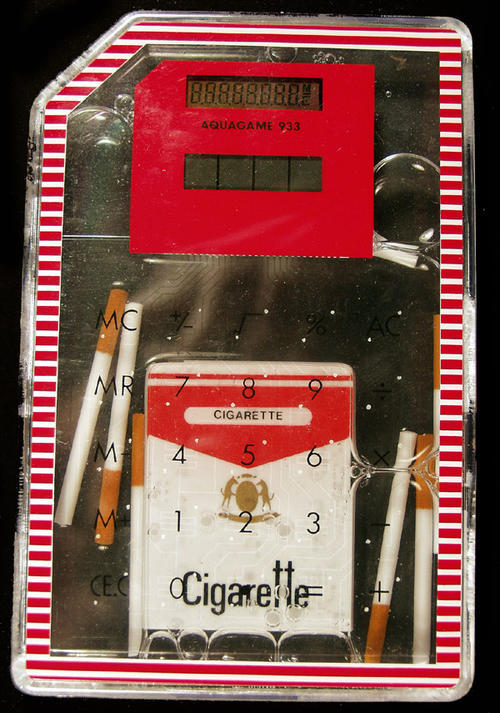 AQUAGAME 933
MC +/- √ % AC
MR 7 8 9 ÷
CIGARETTE
M- 4 5 6 ×
M+ 1 2 3 -
CE.C 0 . = +
Cigarette